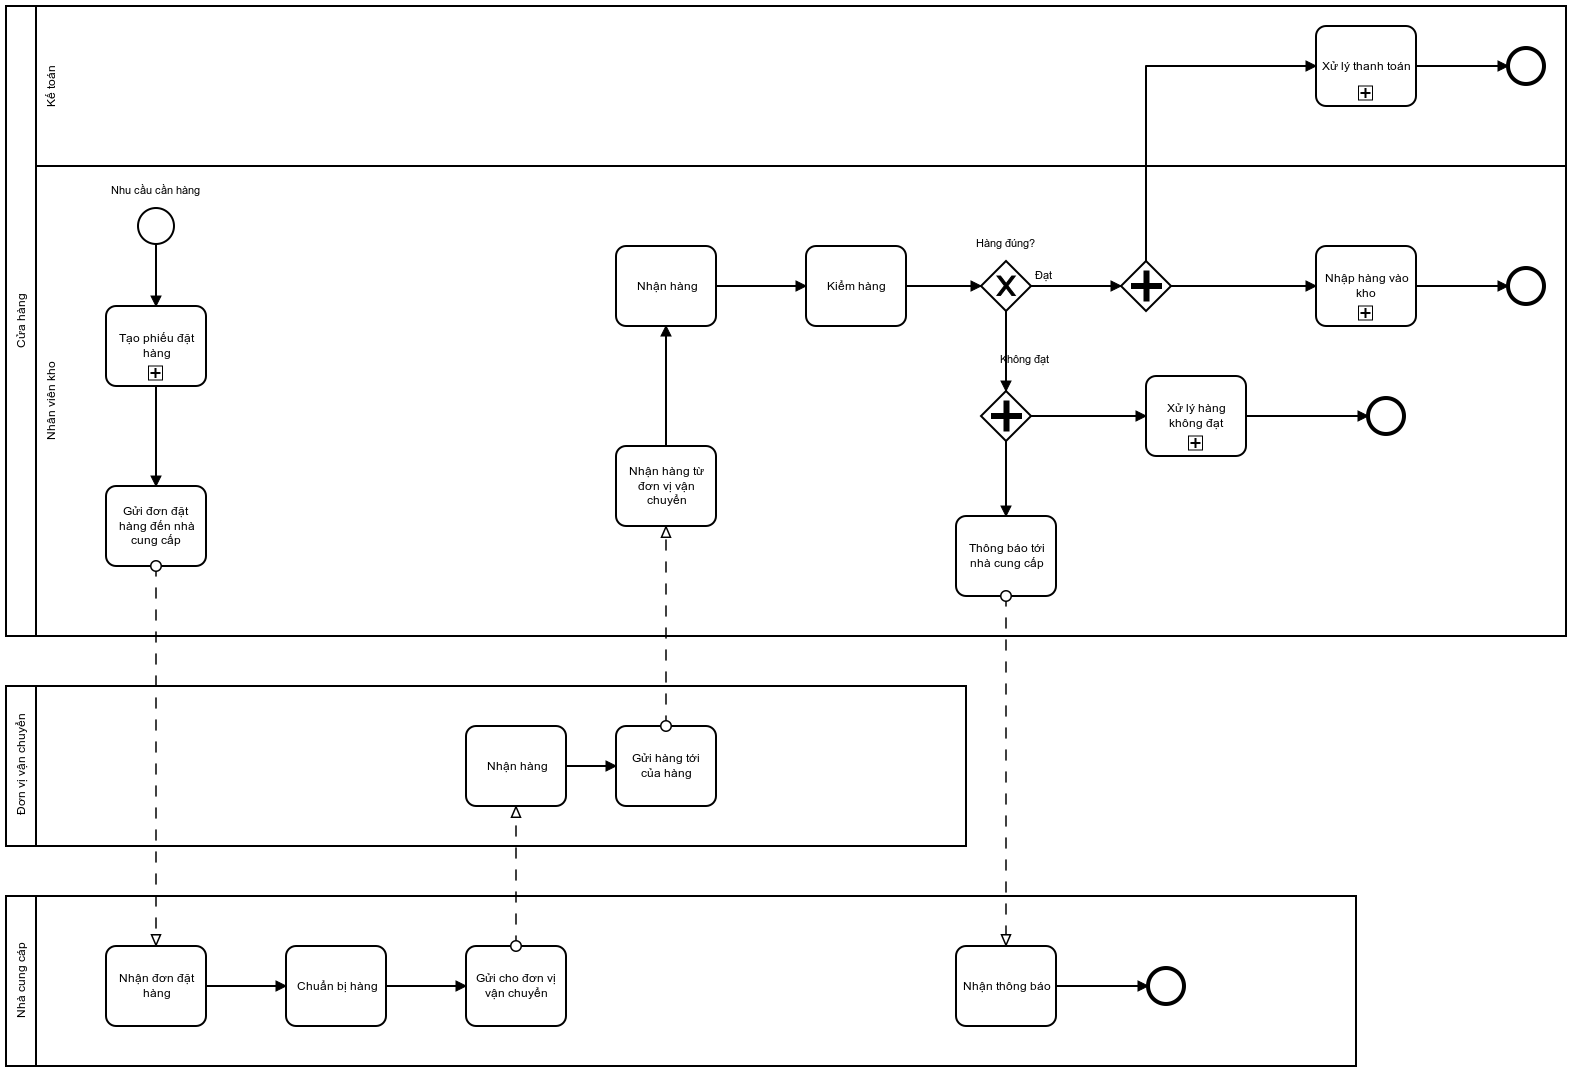 Kế toán
Xử lý thanh toán
Cửa hàng
Nhân viên kho
Nhu cầu cần hàng
Tạo phiếu đặt
hàng
Gửi đơn đặt
hàng đến nhà
cung cấp
Nhận hàng
Nhận hàng từ
đơn vị vận
chuyển
Kiểm hàng
Hàng đúng?
Đạt
Không đạt
Nhập hàng vào
kho
Xử lý hàng
không đạt
Thông báo tới
nhà cung cấp
Đơn vị vận chuyển
Nhận hàng
Gửi hàng tới
của hàng
Nhà cung cáp
Nhận đơn đặt
hàng
Chuẩn bị hàng
Gửi cho đơn vị
vận chuyển
Nhận thông báo